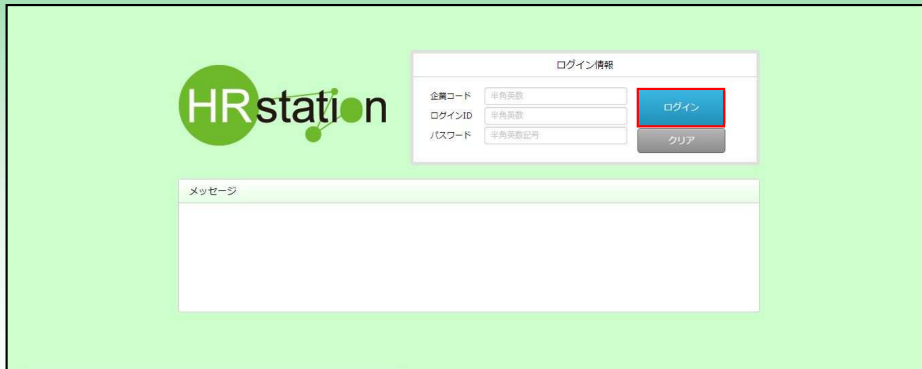 HRstation
ログイン情報
企業コード 半角英数
ログインID 半角英数
パスワード 半角英数記号
ログイン
クリア
メッセージ